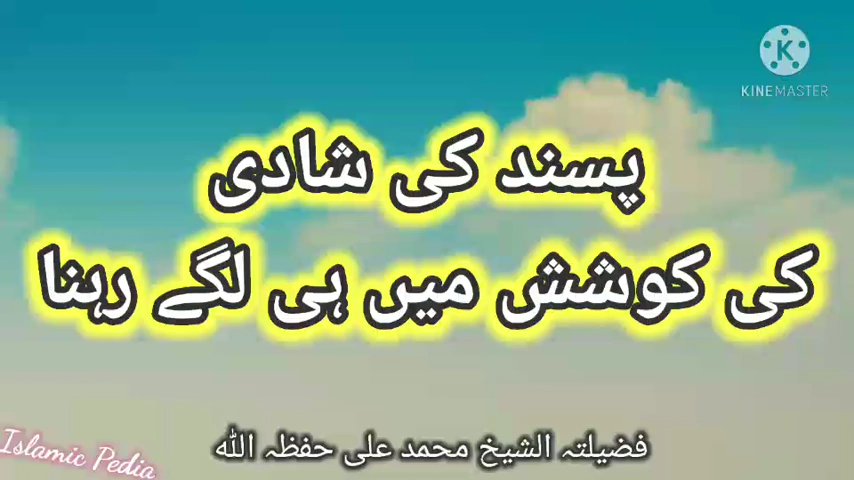 KINEMASTER
پسند کی شادی
کی کوشش میں ہی لگے رہنا
فضیلتہ الشیخ محمد علی حفظہ اللہ
Islamic Pedia